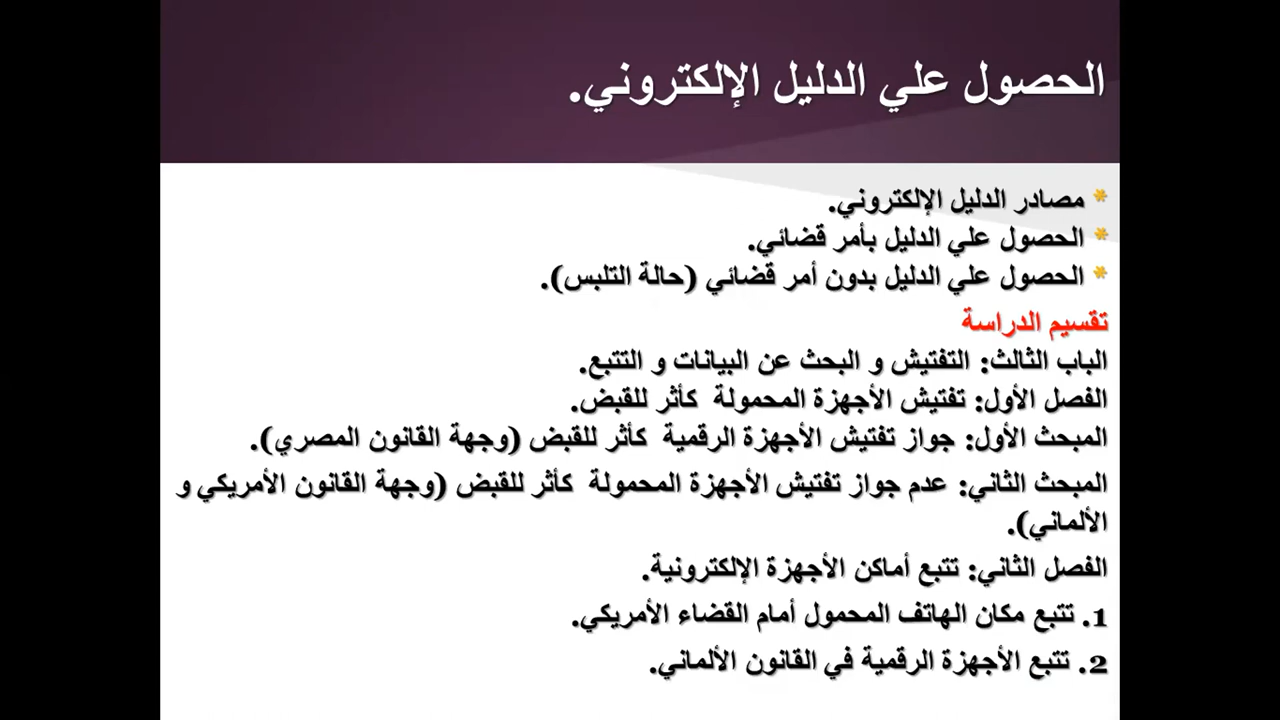 الحصول علي الدليل الإلكتروني.
* مصادر الدليل الإلكتروني.
* الحصول علي الدليل بأمر قضائي.
* الحصول علي الدليل بدون أمر قضائي (حالة التلبس).
تقسيم الدراسة
الباب الثالث: التفتيش و البحث عن البيانات و التتبع.
الفصل الأول: تفتيش الأجهزة المحمولة كأثر للقبض.
المبحث الأول: جواز تفتيش الأجهزة الرقمية كأثر للقبض (وجهة القانون المصري).
المبحث الثاني: عدم جواز تفتيش الأجهزة المحمولة كأثر للقبض (وجهة القانون الأمريكي و
الألماني).
الفصل الثاني: تتبع أماكن الأجهزة الإلكترونية.
1. تتبع مكان الهاتف المحمول أمام القضاء الأمريكي.
2. تتبع الأجهزة الرقمية في القانون الألماني.